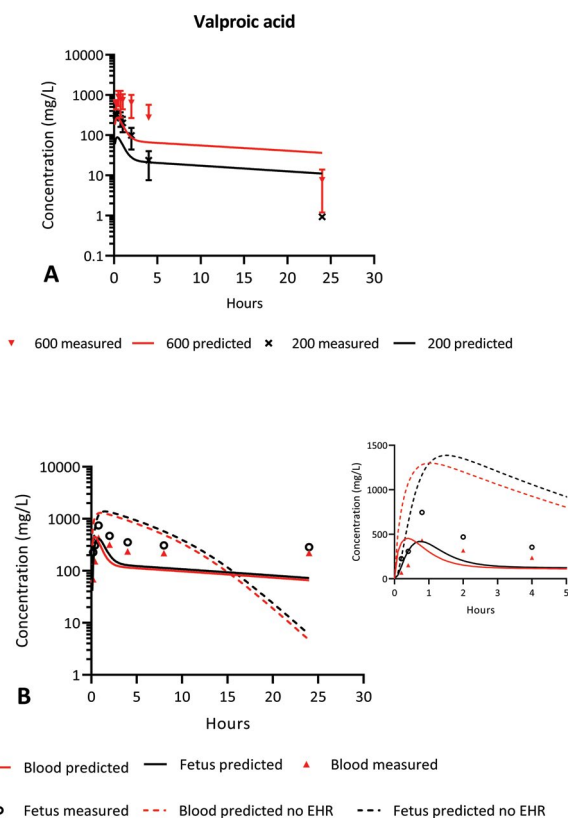 Valproic acid
10000
1000
100
10
1
0.1
Concentration (mg/L)
0 5 10 15 20 25 30
Hours
A
600 measured 600 predicted 200 measured 200 predicted
10000
1000
100
10
1
Concentration (mg/L)
0 5 10 15 20 25 30
Hours
B
1500
1000
500
0
Concentration (mg/L)
0 1 2 3 4 5
Hours
Blood predicted Fetus predicted Blood measured
Fetus measured Blood predicted no EHR Fetus predicted no EHR